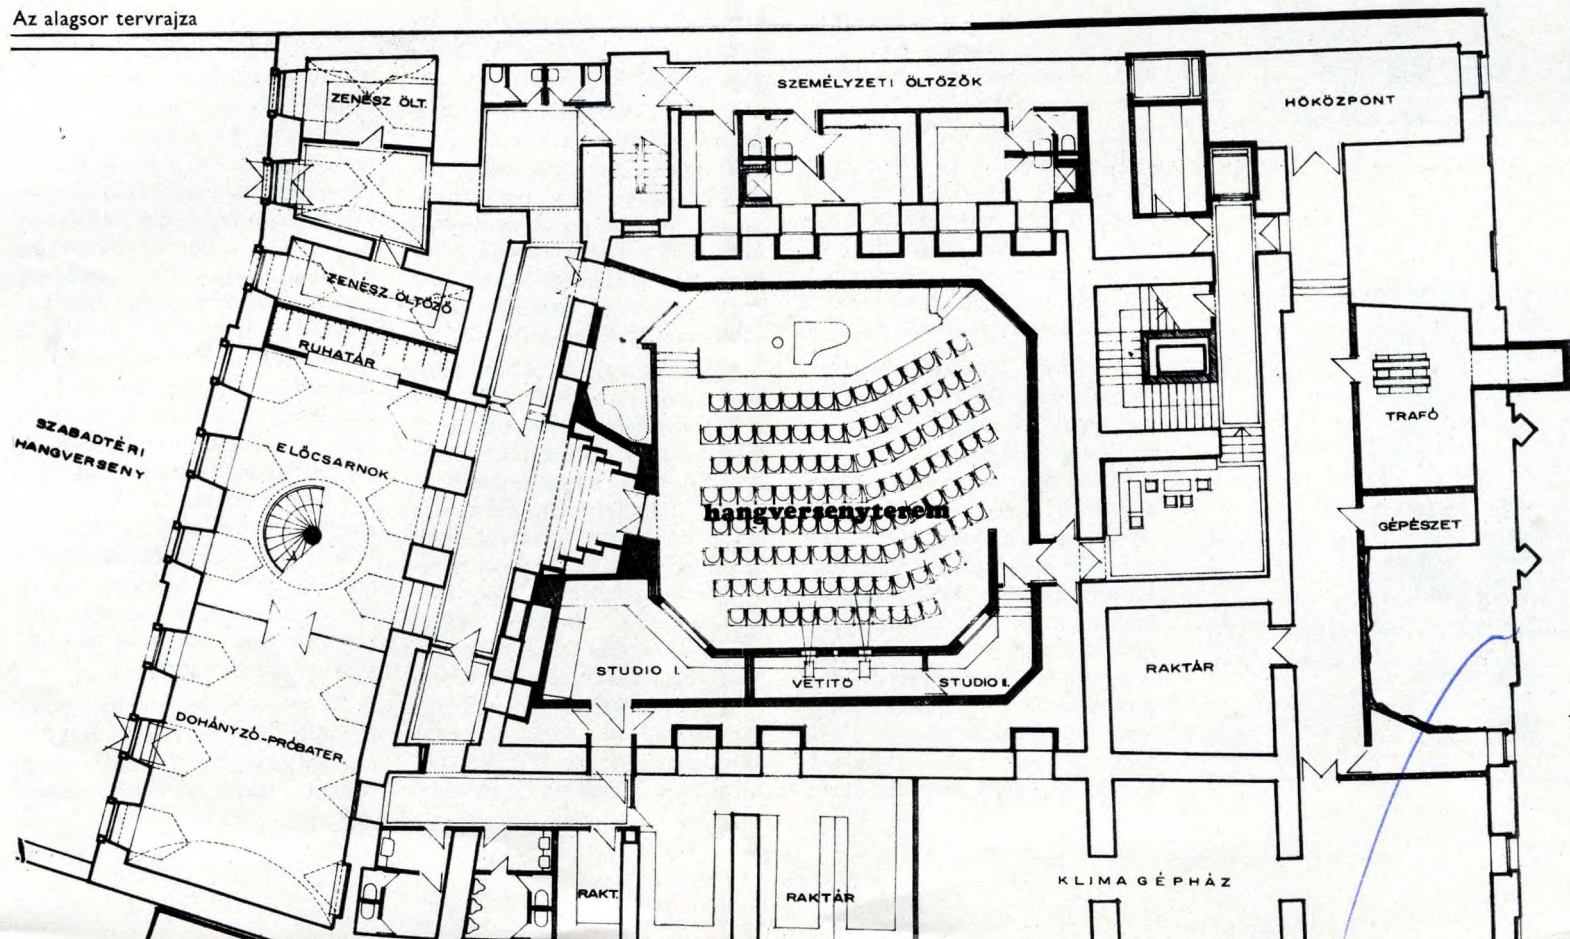 Az alagsor tervrajza
ZENÉSZ ÖLT.
SZEMÉLYZETI ÖLTÖZŐK
HŐKÖZPONT
ZENÉSZ ÖLTÖZŐ
RUHATÁR
TRAFÓ
SZABADTÉRI
HANGVERSENY
ELŐCSARNOK
hangversenyterem
GÉPÉSZET
STUDIO I.
VETITŐ
STUDIO II.
RAKTÁR
DOHÁNYZÓ-PRÓBATER.
RAKT.
RAKTÁR
KLIMA GÉPHÁZ